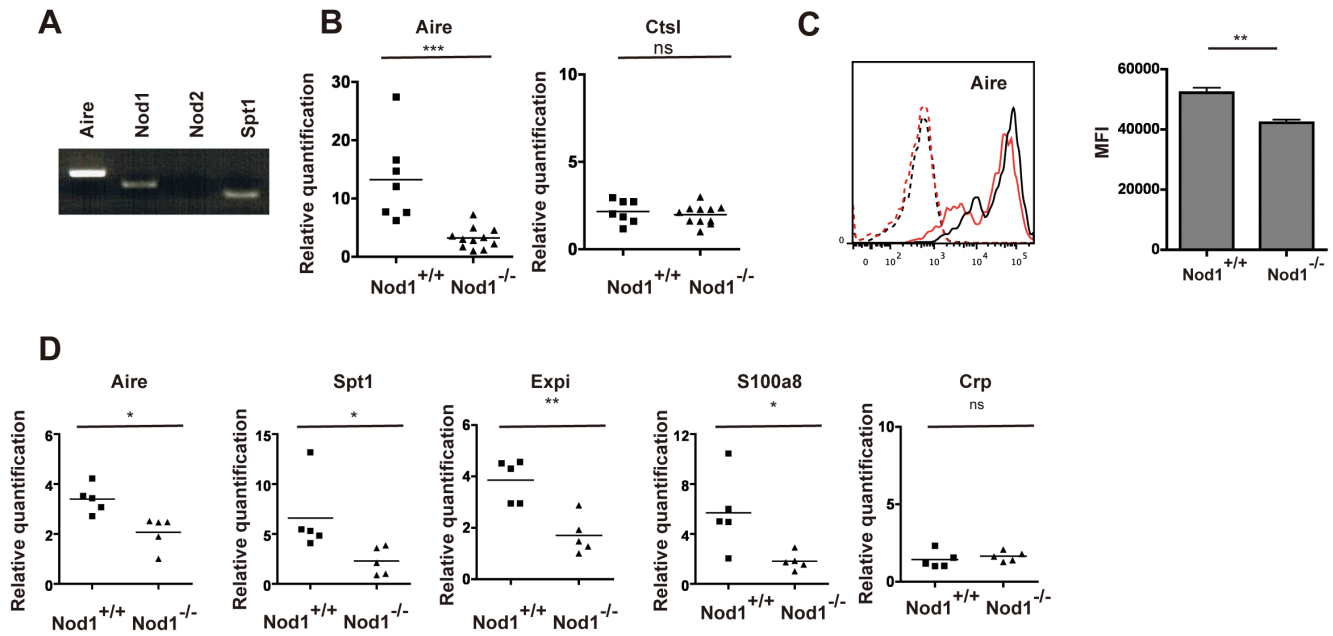 A
Aire
Nod1
Nod2
Spt1
B
Aire
***
Relative quantification
30
20
10
0
Nod1+/+ Nod1-/-
Ctsl
ns
Relative quantification
10
5
0
Nod1+/+ Nod1-/-
C
Aire
0
0 10² 10³ 10⁴ 10⁵
**
MFI
60000
40000
20000
0
Nod1+/+ Nod1-/-
D
Aire
*
Relative quantification
6
4
2
0
Nod1+/+ Nod1-/-
Spt1
*
Relative quantification
15
10
5
0
Nod1+/+ Nod1-/-
Expi
**
Relative quantification
6
4
2
0
Nod1+/+ Nod1-/-
S100a8
*
Relative quantification
12
8
4
0
Nod1+/+ Nod1-/-
Crp
ns
Relative quantification
10
5
0
Nod1+/+ Nod1-/-